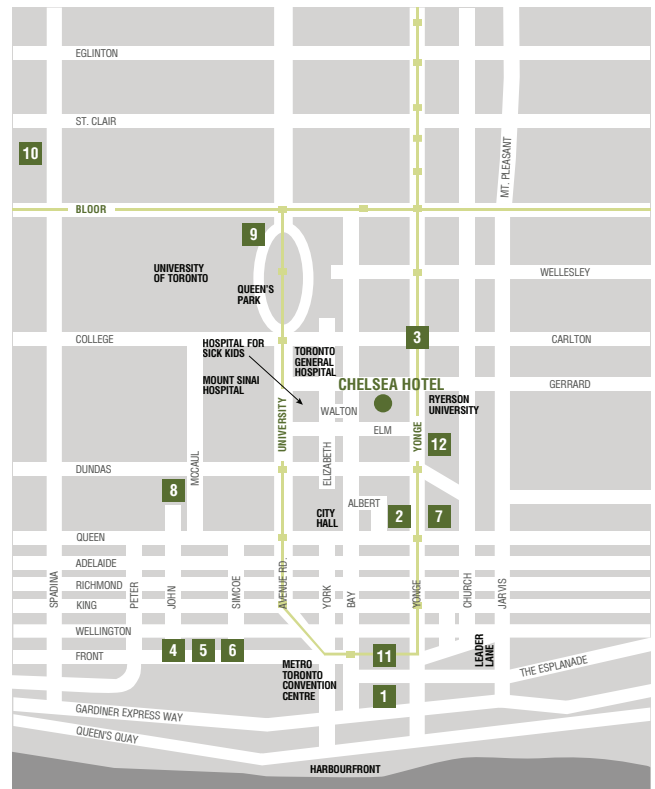 EGLINTON
ST. CLAIR
10
MT. PLEASANT
BLOOR
9
UNIVERSITY
OF TORONTO
QUEEN'S
PARK
WELLESLEY
COLLEGE
3
CARLTON
HOSPITAL FOR
SICK KIDS
TORONTO
GENERAL
HOSPITAL
MOUNT SINAI
HOSPITAL
CHELSEA HOTEL
GERRARD
WALTON
RYERSON
UNIVERSITY
UNIVERSITY
ELM
YONGE
12
MCCAUL
ELIZABETH
DUNDAS
8
ALBERT
CITY
HALL
2
7
QUEEN
ADELAIDE
RICHMOND
KING
SPADINA
PETER
JOHN
SIMCOE
AVENUE RD.
YORK
BAY
YONGE
CHURCH
JARVIS
WELLINGTON
FRONT
4
5
6
METRO
TORONTO
CONVENTION
CENTRE
11
LEADER
LANE
THE ESPLANADE
1
GARDINER EXPRESS WAY
QUEEN'S QUAY
HARBOURFRONT